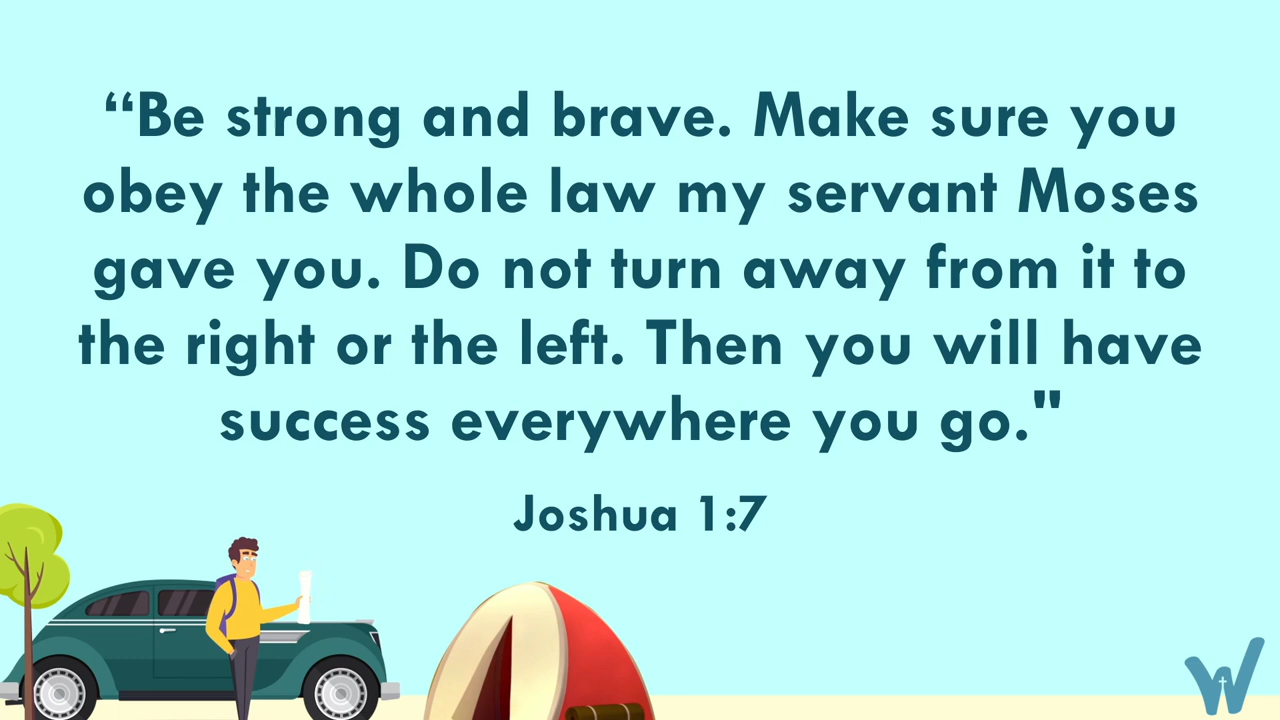 “Be strong and brave. Make sure you
obey the whole law my servant Moses
gave you. Do not turn away from it to
the right or the left. Then you will have
success everywhere you go."
Joshua 1:7
W